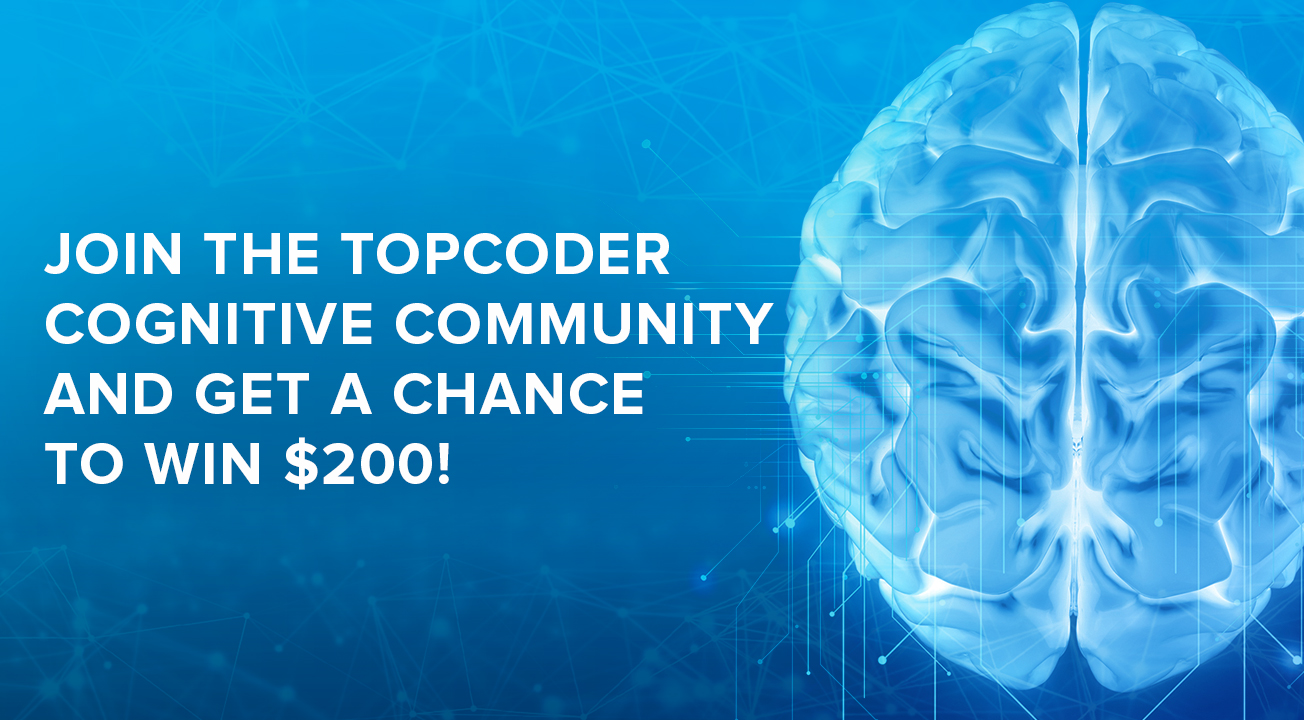 JOIN THE TOPCODER
COGNITIVE COMMUNITY
AND GET A CHANCE
TO WIN $200!